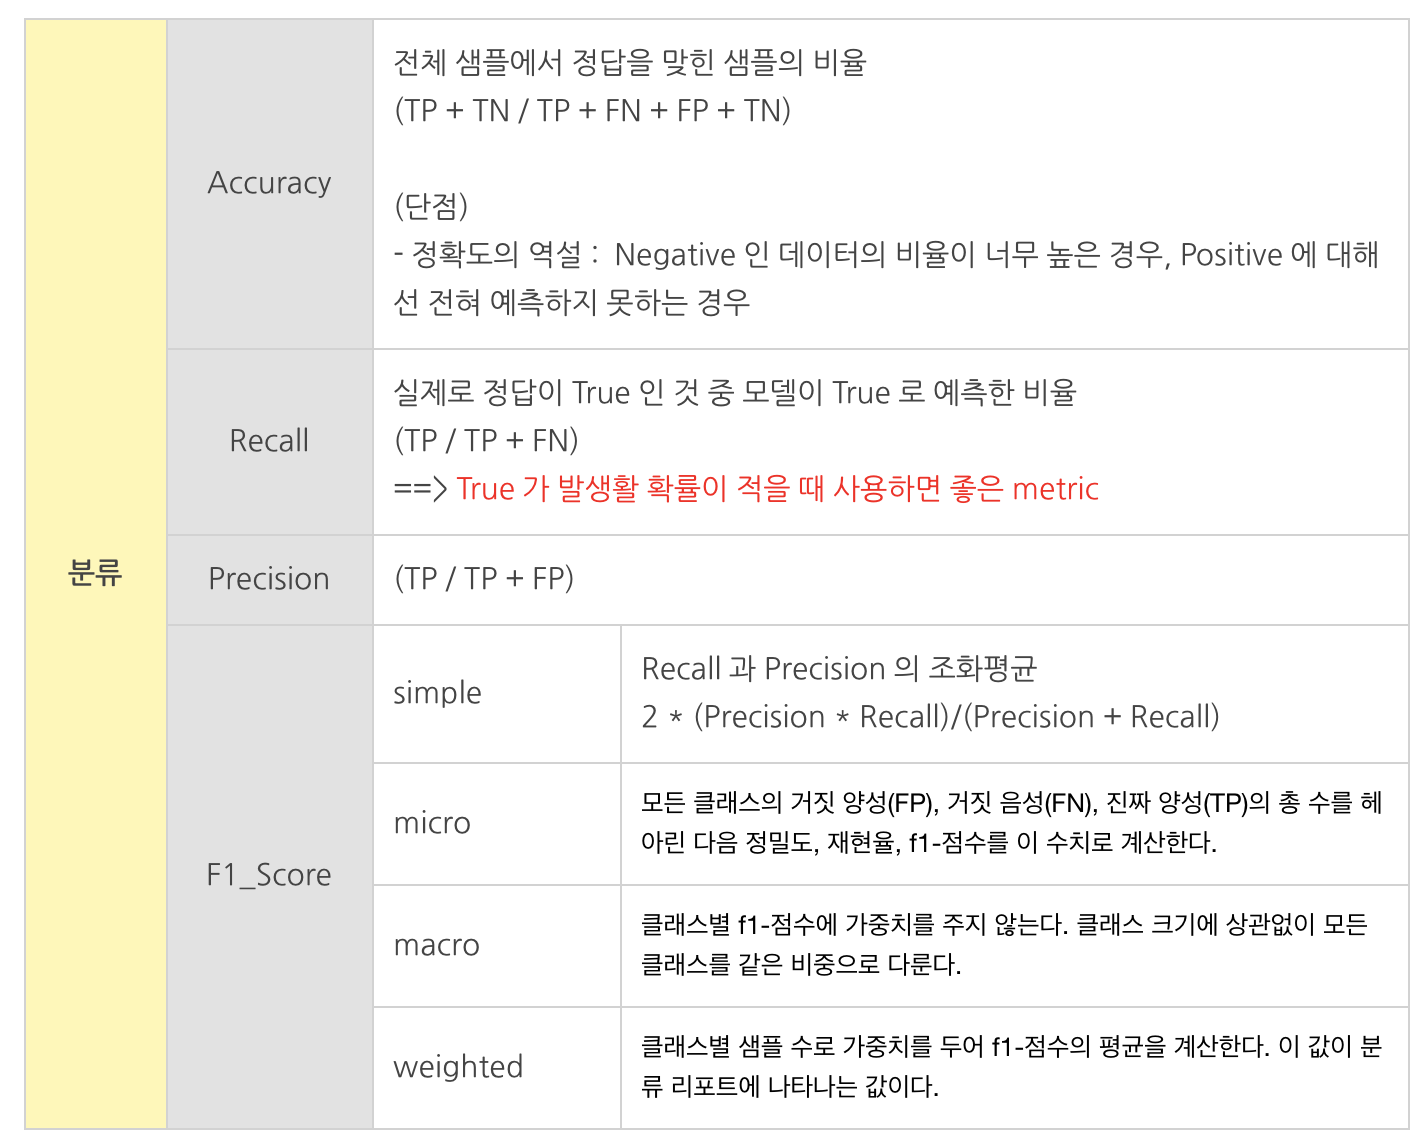 분류
Accuracy
전체 샘플에서 정답을 맞힌 샘플의 비율
(TP + TN / TP + FN + FP + TN)
(단점)
- 정확도의 역설 : Negative 인 데이터의 비율이 너무 높은 경우, Positive 에 대해
선 전혀 예측하지 못하는 경우
Recall
실제로 정답이 True 인 것 중 모델이 True 로 예측한 비율
(TP / TP + FN)
==> True 가 발생활 확률이 적을 때 사용하면 좋은 metric
Precision
(TP / TP + FP)
F1_Score
simple
Recall 과 Precision 의 조화평균
2 * (Precision * Recall)/(Precision + Recall)
micro
모든 클래스의 거짓 양성(FP), 거짓 음성(FN), 진짜 양성(TP)의 총 수를 헤
아린 다음 정밀도, 재현율, f1-점수를 이 수치로 계산한다.
macro
클래스별 f1-점수에 가중치를 주지 않는다. 클래스 크기에 상관없이 모든
클래스를 같은 비중으로 다룬다.
weighted
클래스별 샘플 수로 가중치를 두어 f1-점수의 평균을 계산한다. 이 값이 분
류 리포트에 나타나는 값이다.